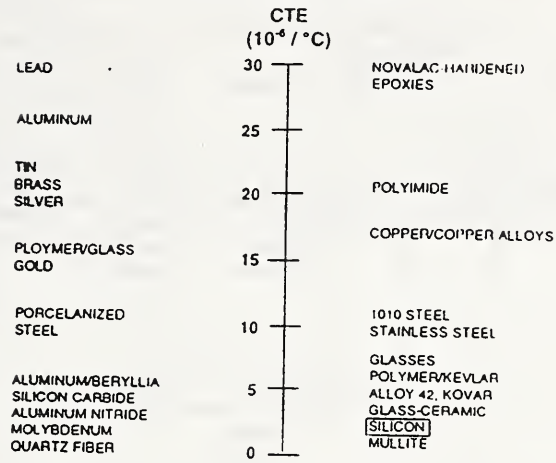 CTE
(10⁻⁶ / °C)
LEAD
ALUMINUM
TIN
BRASS
SILVER
PLOYMER/GLASS
GOLD
PORCELANIZED
STEEL
ALUMINUM/BERYLLIA
SILICON CARBIDE
ALUMINUM NITRIDE
MOLYBDENUM
QUARTZ FIBER
30
25
20
15
10
5
0
NOVALAC-HARDENED
EPOXIES
POLYIMIDE
COPPER/COPPER ALLOYS
1010 STEEL
STAINLESS STEEL
GLASSES
POLYMER/KEVLAR
ALLOY 42, KOVAR
GLASS-CERAMIC
SILICON
MULLITE